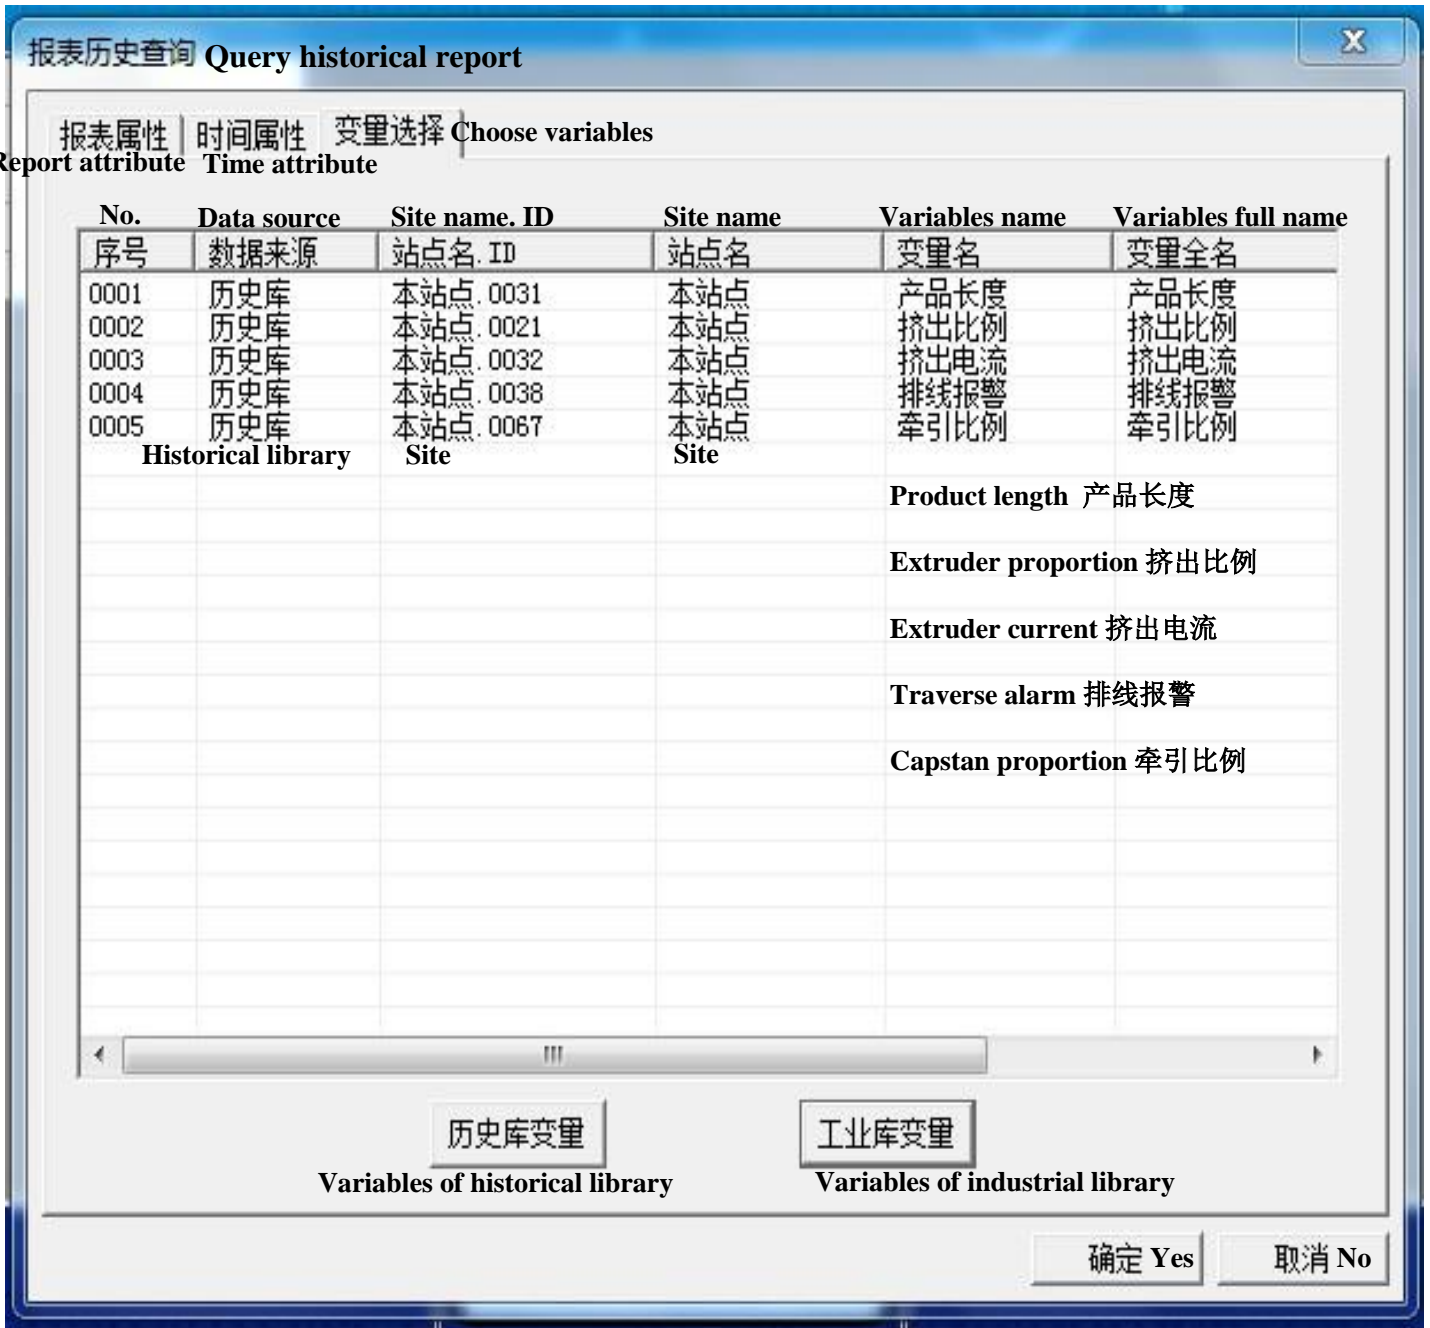 报表历史查询 Query historical report
报表属性 时间属性 变量选择 Choose variables
Report attribute Time attribute
No. Data source Site name. ID Site name Variables name Variables full name
序号 数据来源 站点名.ID 站点名 变量名 变量全名
0001 历史库 本站点.0031 本站点 产品长度 产品长度
0002 历史库 本站点.0021 本站点 挤出比例 挤出比例
0003 历史库 本站点.0032 本站点 挤出电流 挤出电流
0004 历史库 本站点.0038 本站点 排线报警 排线报警
0005 历史库 本站点.0067 本站点 牵引比例 牵引比例
Historical library Site Site
Product length 产品长度
Extruder proportion 挤出比例
Extruder current 挤出电流
Traverse alarm 排线报警
Capstan proportion 牵引比例
历史库变量 工业库变量
Variables of historical library Variables of industrial library
确定 Yes 取消 No